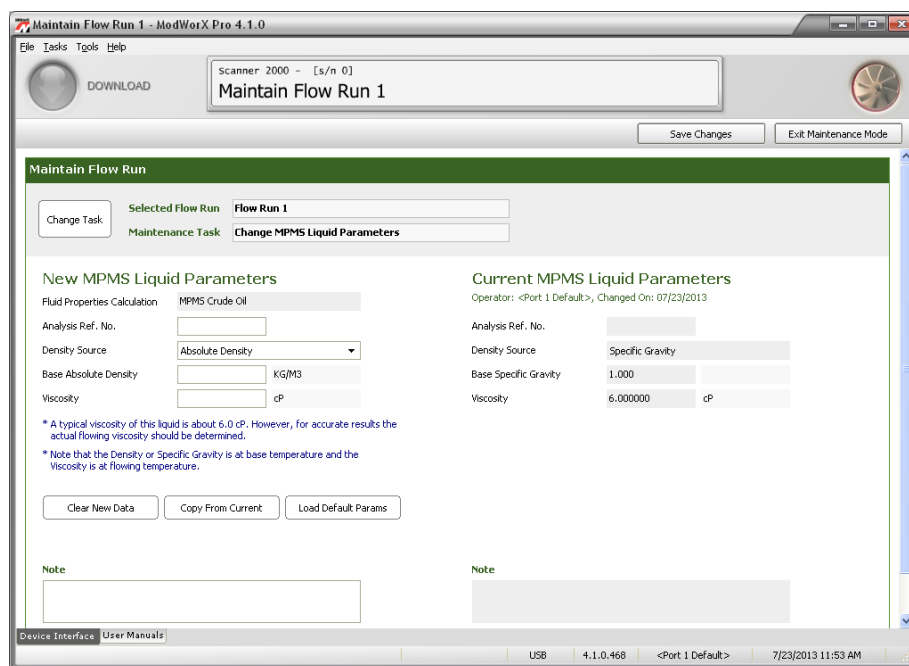 Maintain Flow Run 1 - ModWorX Pro 4.1.0
File Tasks Tools Help
DOWNLOAD
Scanner 2000 - [s/n 0]
Maintain Flow Run 1
Save Changes
Exit Maintenance Mode
Maintain Flow Run
Change Task
Selected Flow Run Flow Run 1
Maintenance Task Change MPMS Liquid Parameters
New MPMS Liquid Parameters
Fluid Properties Calculation MPMS Crude Oil
Analysis Ref. No.
Density Source Absolute Density
Base Absolute Density KG/M3
Viscosity cP
* A typical viscosity of this liquid is about 6.0 cP. However, for accurate results the
actual flowing viscosity should be determined.
* Note that the Density or Specific Gravity is at base temperature and the
Viscosity is at flowing temperature.
Clear New Data
Copy From Current
Load Default Params
Note
Current MPMS Liquid Parameters
Operator: <Port 1 Default>, Changed On: 07/23/2013
Analysis Ref. No.
Density Source Specific Gravity
Base Specific Gravity 1.000
Viscosity 6.000000 cP
Note
Device Interface User Manuals
USB 4.1.0.468 <Port 1 Default> 7/23/2013 11:53 AM